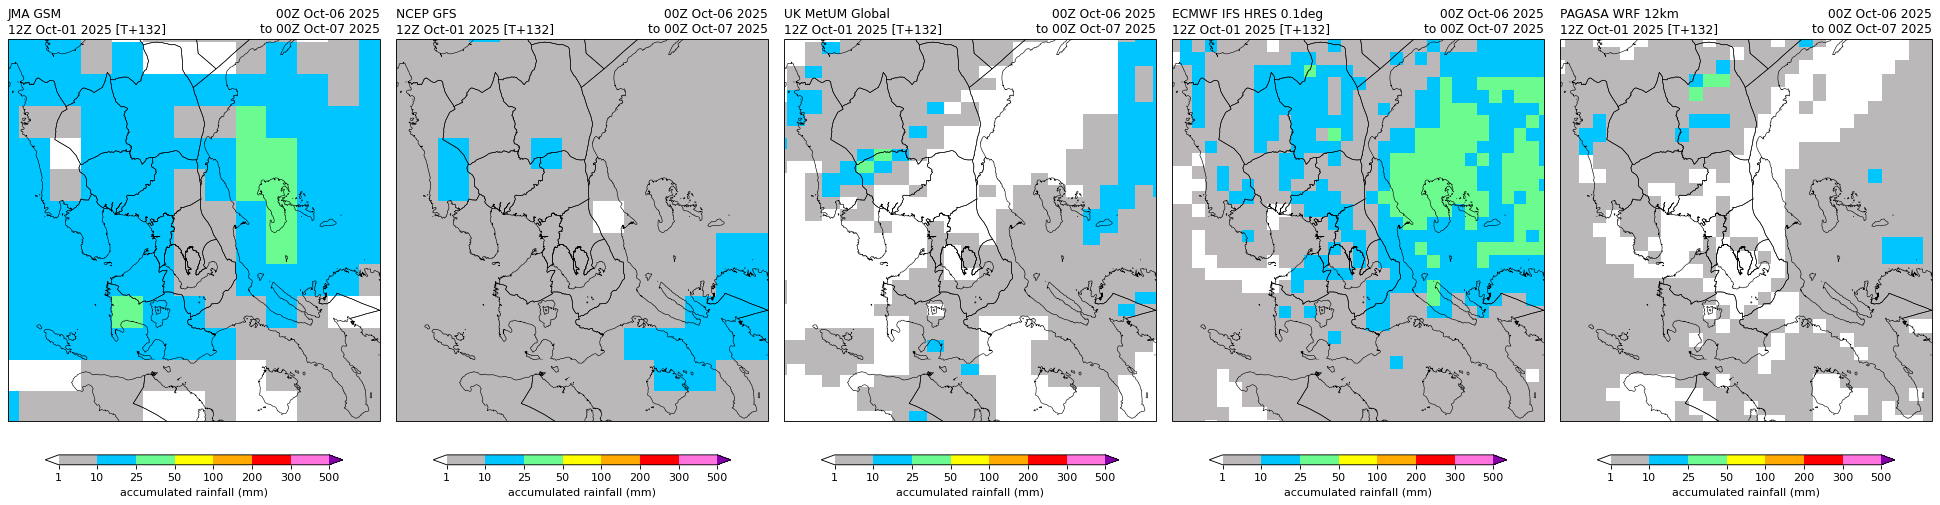 JMA GSM
00Z Oct-06 2025
12Z Oct-01 2025 [T+132]
to 00Z Oct-07 2025
NCEP GFS
00Z Oct-06 2025
12Z Oct-01 2025 [T+132]
to 00Z Oct-07 2025
UK MetUM Global
00Z Oct-06 2025
12Z Oct-01 2025 [T+132]
to 00Z Oct-07 2025
ECMWF IFS HRES 0.1deg
00Z Oct-06 2025
12Z Oct-01 2025 [T+132]
to 00Z Oct-07 2025
PAGASA WRF 12km
00Z Oct-06 2025
12Z Oct-01 2025 [T+132]
to 00Z Oct-07 2025
1 10 25 50 100 200 300 500
accumulated rainfall (mm)
1 10 25 50 100 200 300 500
accumulated rainfall (mm)
1 10 25 50 100 200 300 500
accumulated rainfall (mm)
1 10 25 50 100 200 300 500
accumulated rainfall (mm)
1 10 25 50 100 200 300 500
accumulated rainfall (mm)